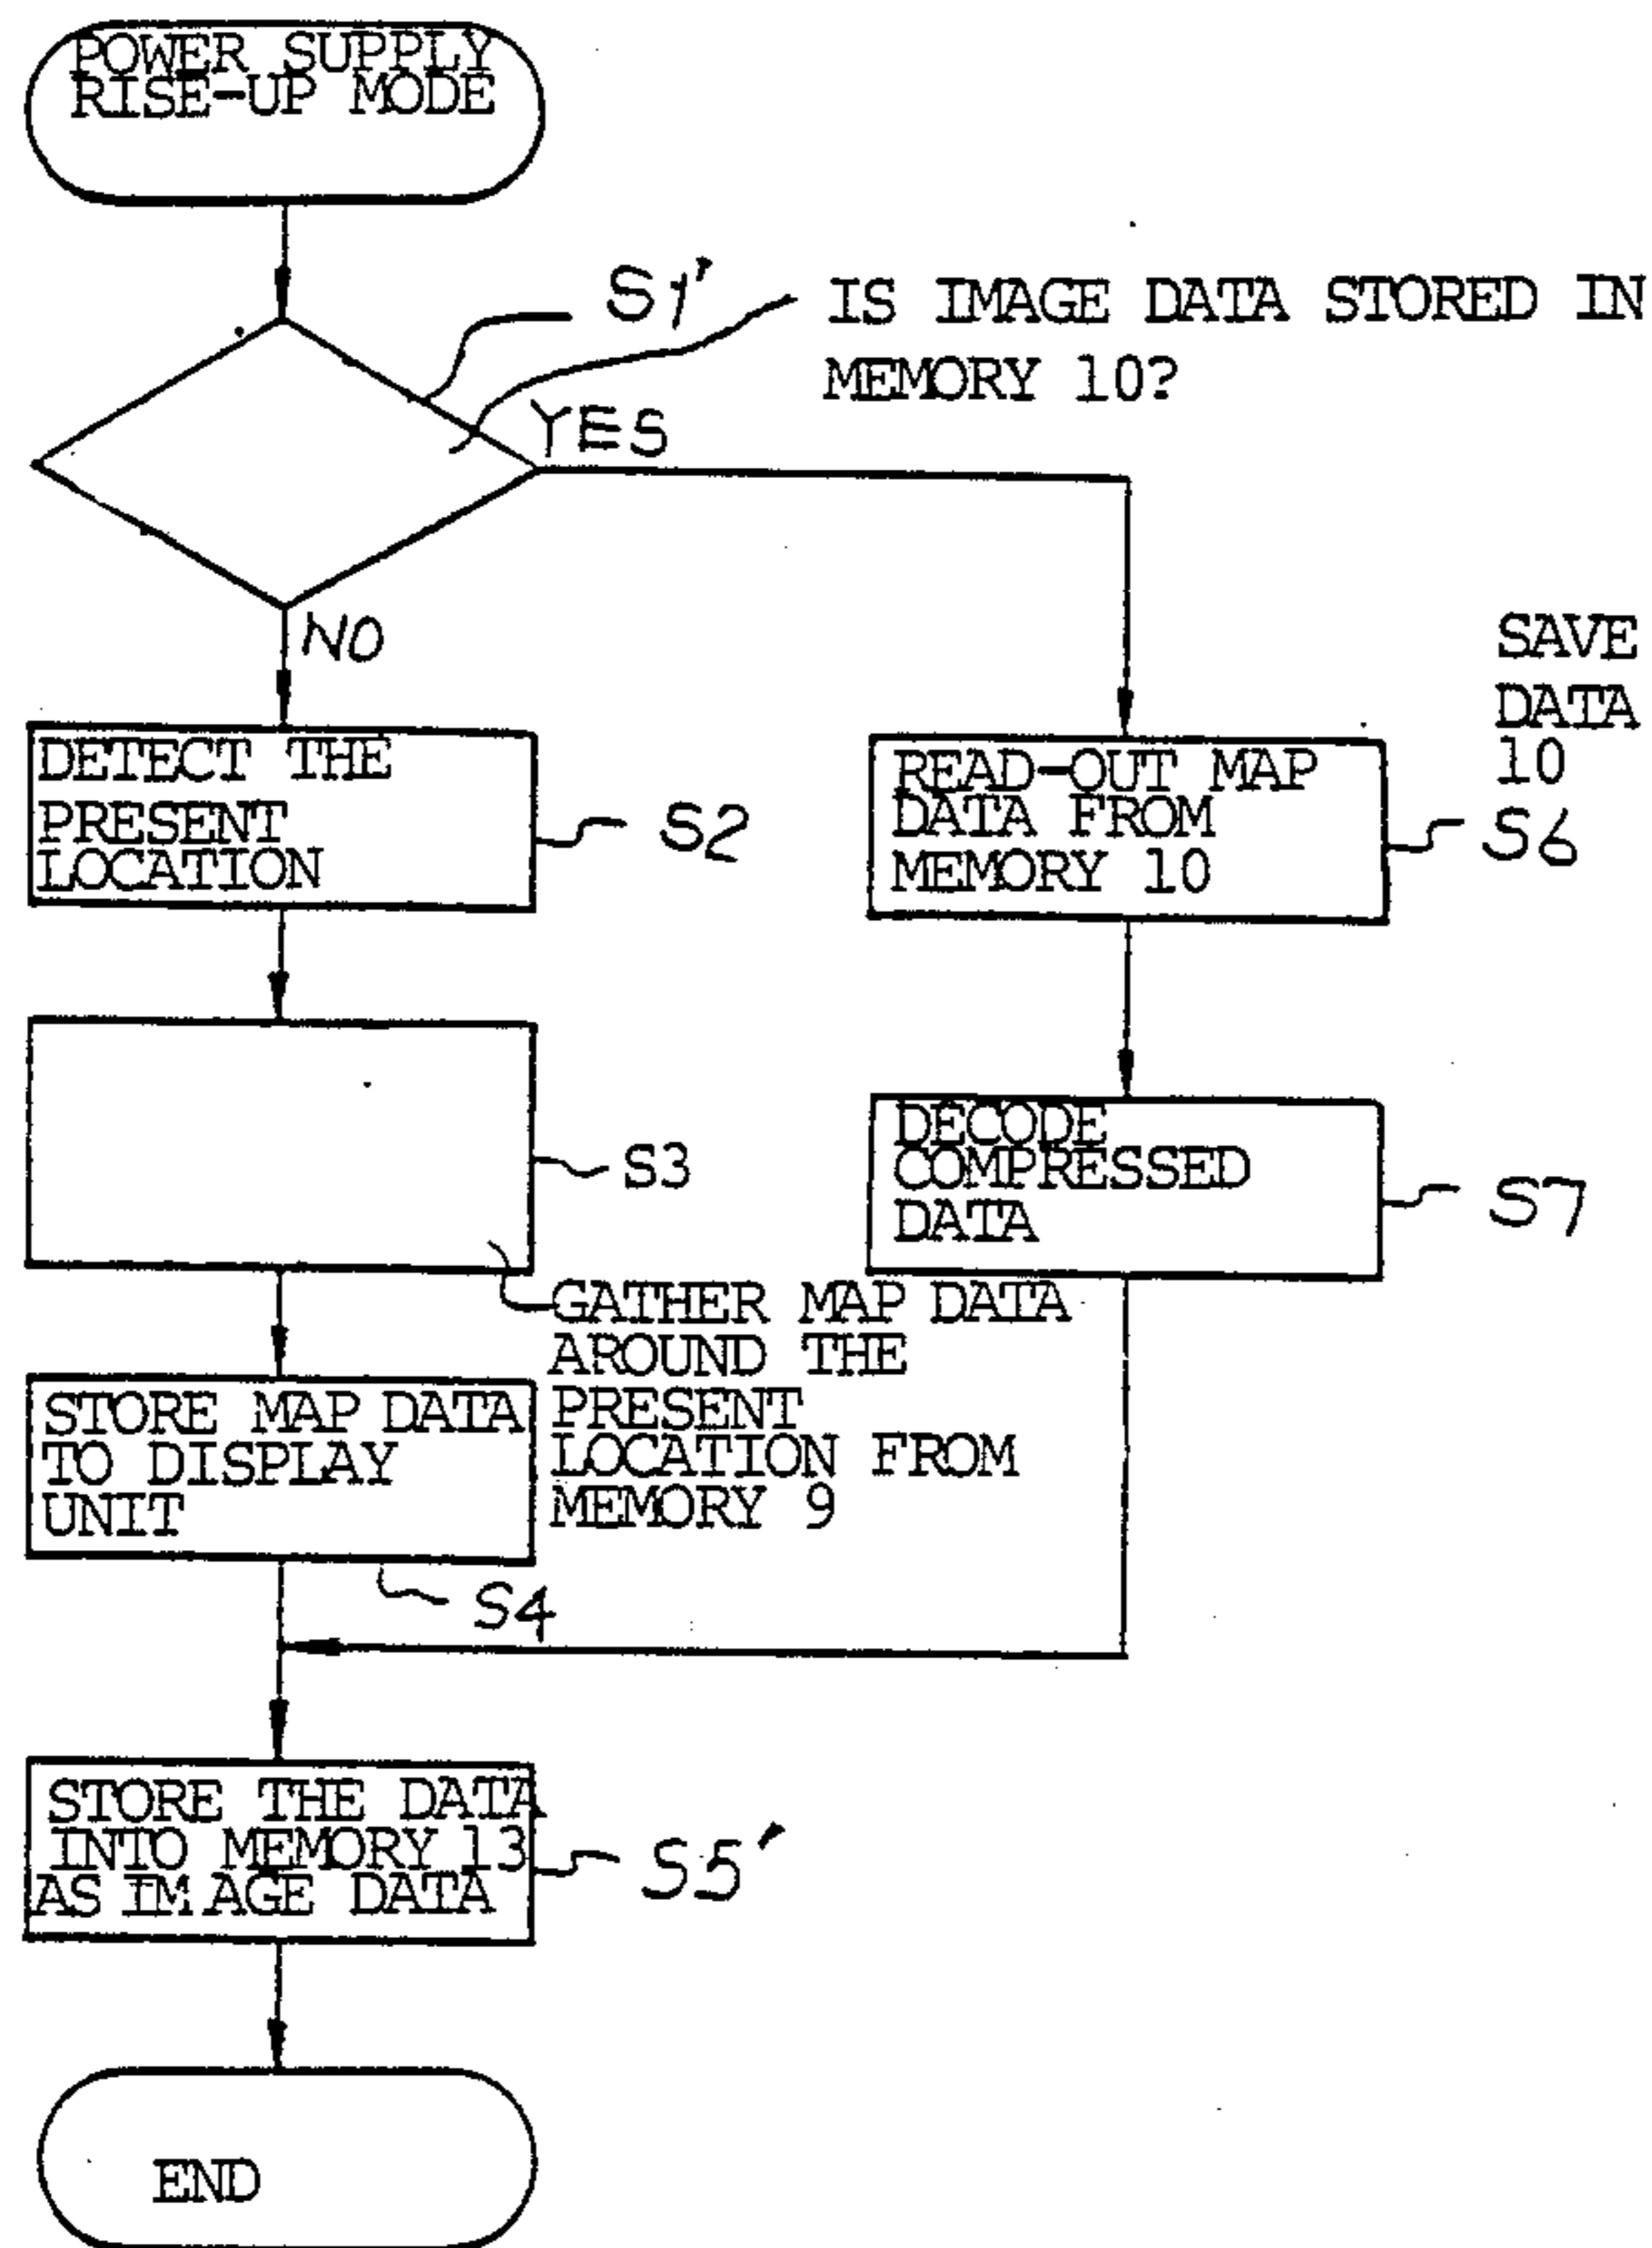 POWER SUPPLY
RISE-UP MODE
S1'
IS IMAGE DATA STORED IN
MEMORY 10?
YES
NO
DETECT THE
PRESENT
LOCATION
S2
READ-OUT MAP
DATA FROM
MEMORY 10
S6
SAVE
DATA
10
S3
GATHER MAP DATA
AROUND THE
PRESENT
LOCATION FROM
MEMORY 9
DECODE
COMPRESSED
DATA
S7
STORE MAP DATA
TO DISPLAY
UNIT
S4
STORE THE DATA
INTO MEMORY 13
AS IMAGE DATA
S5'
END